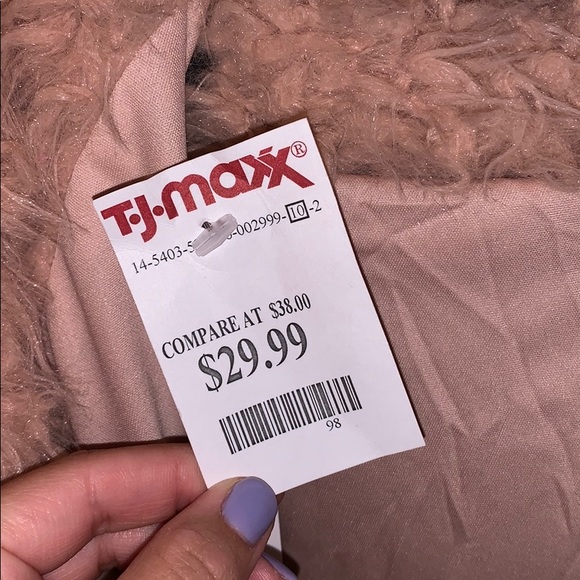 T·J·maxx®
14-5403-5 -002999-10-2
COMPARE AT $38.00
$29.99
98